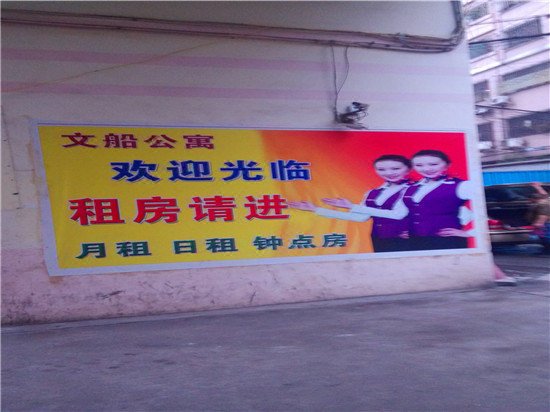 文船公寓
欢迎光临
租房请进
月租 日租 钟点房